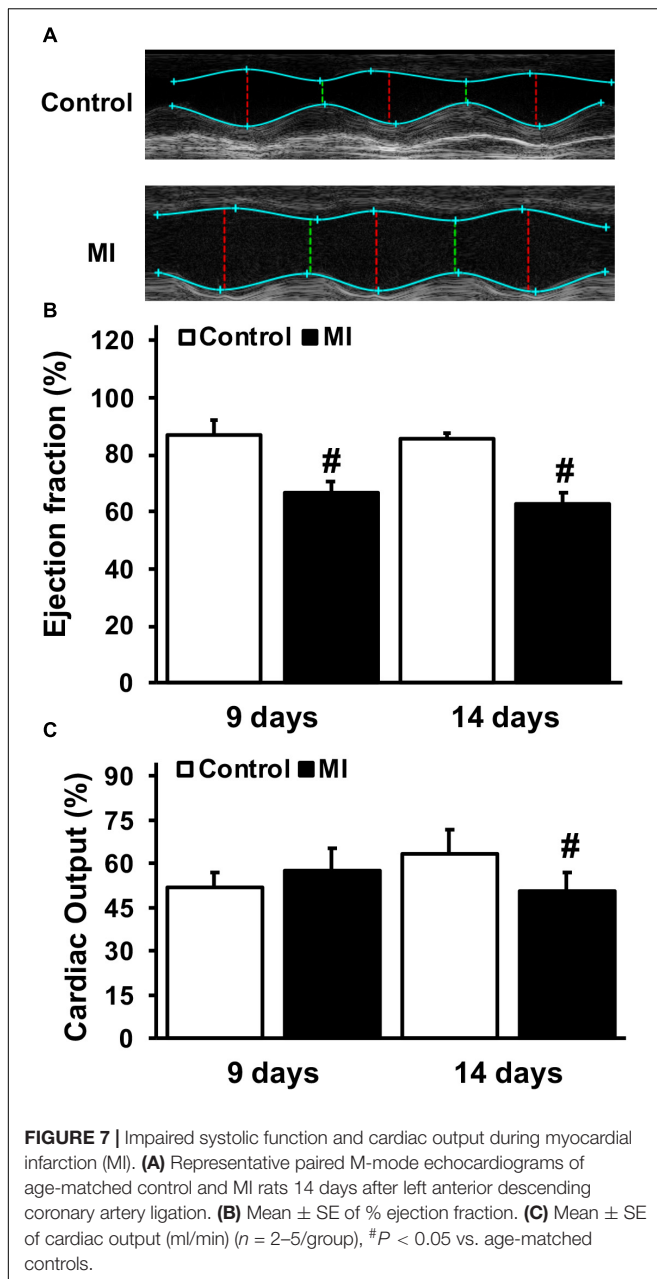 A
Control
MI
B
Ejection fraction (%)
Control MI
120
100
80
60
40
20
0
#
#
9 days 14 days
C
Cardiac Output (%)
Control MI
90
75
60
45
30
15
0
#
9 days 14 days
FIGURE 7 | Impaired systolic function and cardiac output during myocardial
infarction (MI). (A) Representative paired M-mode echocardiograms of
age-matched control and MI rats 14 days after left anterior descending
coronary artery ligation. (B) Mean ± SE of % ejection fraction. (C) Mean ± SE
of cardiac output (ml/min) (n = 2–5/group), #P < 0.05 vs. age-matched
controls.